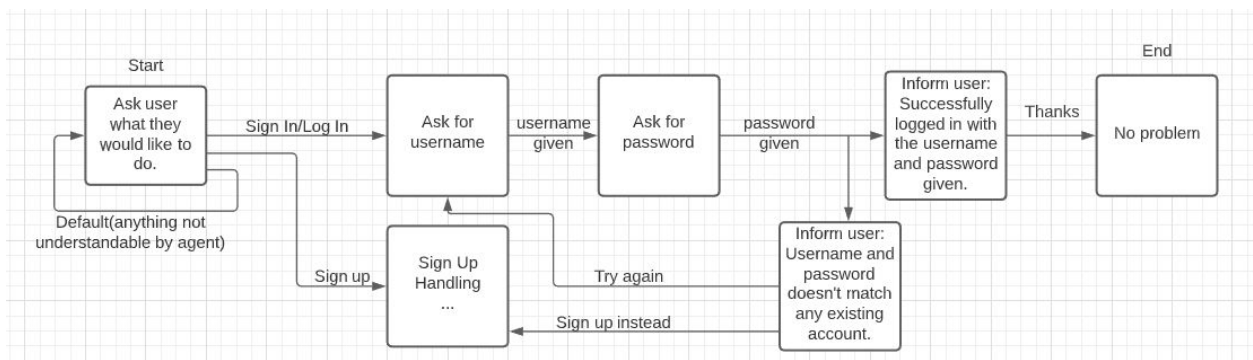 Start
Ask user
what they
would like to
do.
Default(anything not
understandable by agent)
Sign In/Log In
Sign up
Ask for
username
username
given
Ask for
password
password
given
Inform user:
Successfully
logged in with
the username
and password
given.
Thanks
End
No problem
Sign Up
Handling
...
Try again
Sign up instead
Inform user:
Username and
password
doesn't match
any existing
account.